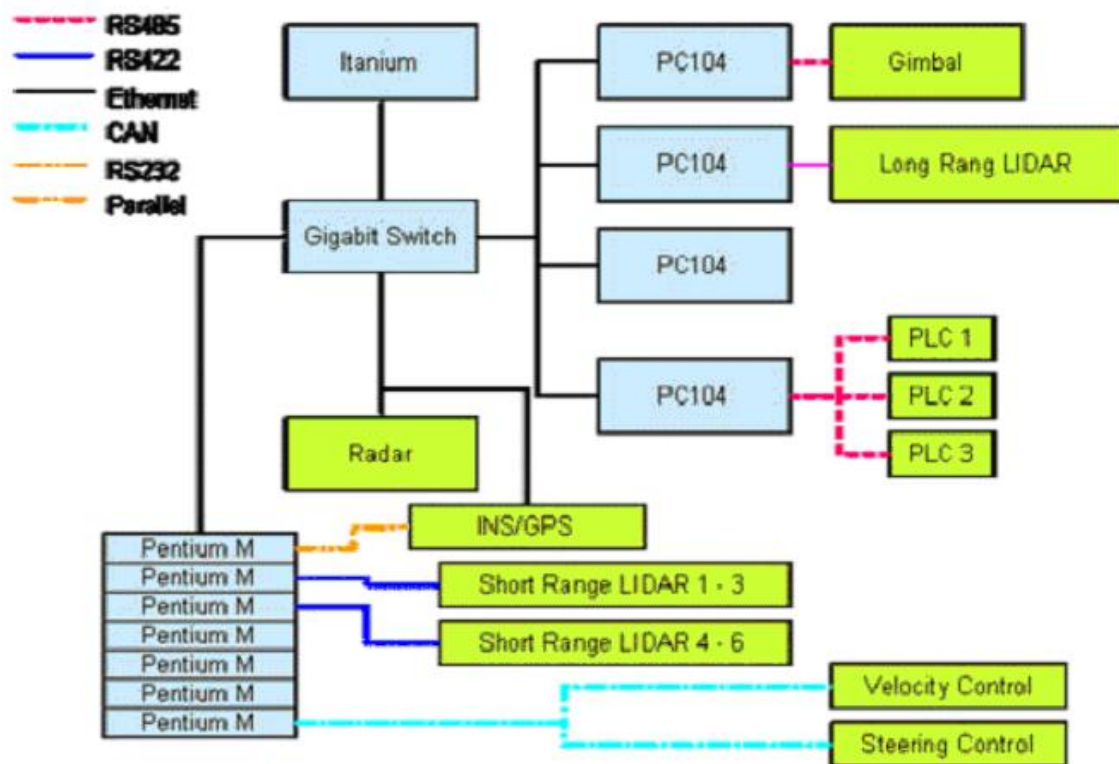 RS485
RS422
Ethernet
CAN
RS232
Parallel
Itanium
Gigabit Switch
Radar
PC104
Gimbal
PC104
Long Rang LIDAR
PC104
PC104
PLC 1
PLC 2
PLC 3
INS/GPS
Pentium M
Pentium M
Pentium M
Pentium M
Pentium M
Pentium M
Pentium M
Short Range LIDAR 1 - 3
Short Range LIDAR 4 - 6
Velocity Control
Steering Control